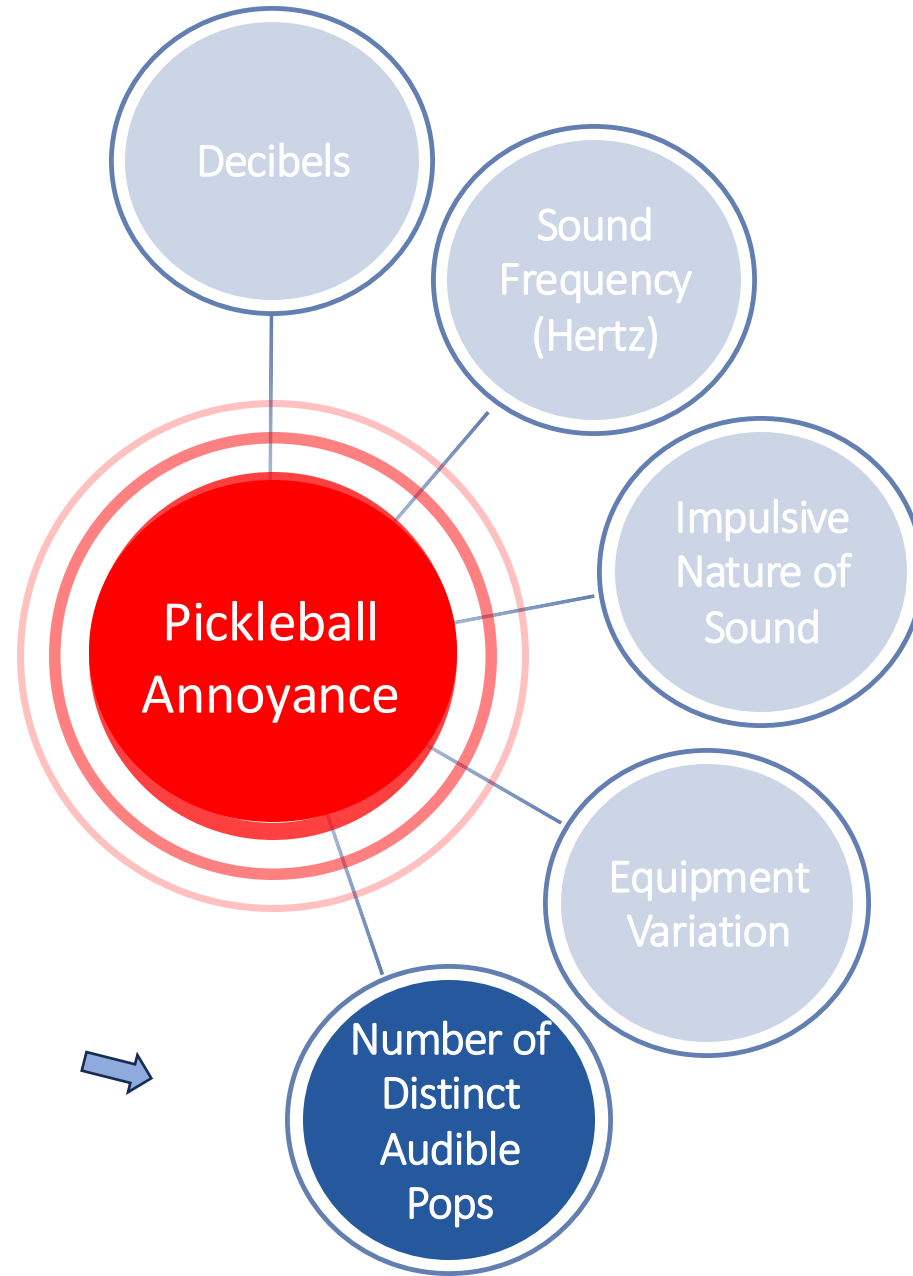 Decibels
Sound
Frequency
(Hertz)
Impulsive
Nature of
Sound
Pickleball
Annoyance
Equipment
Variation
Number of
Distinct
Audible
Pops